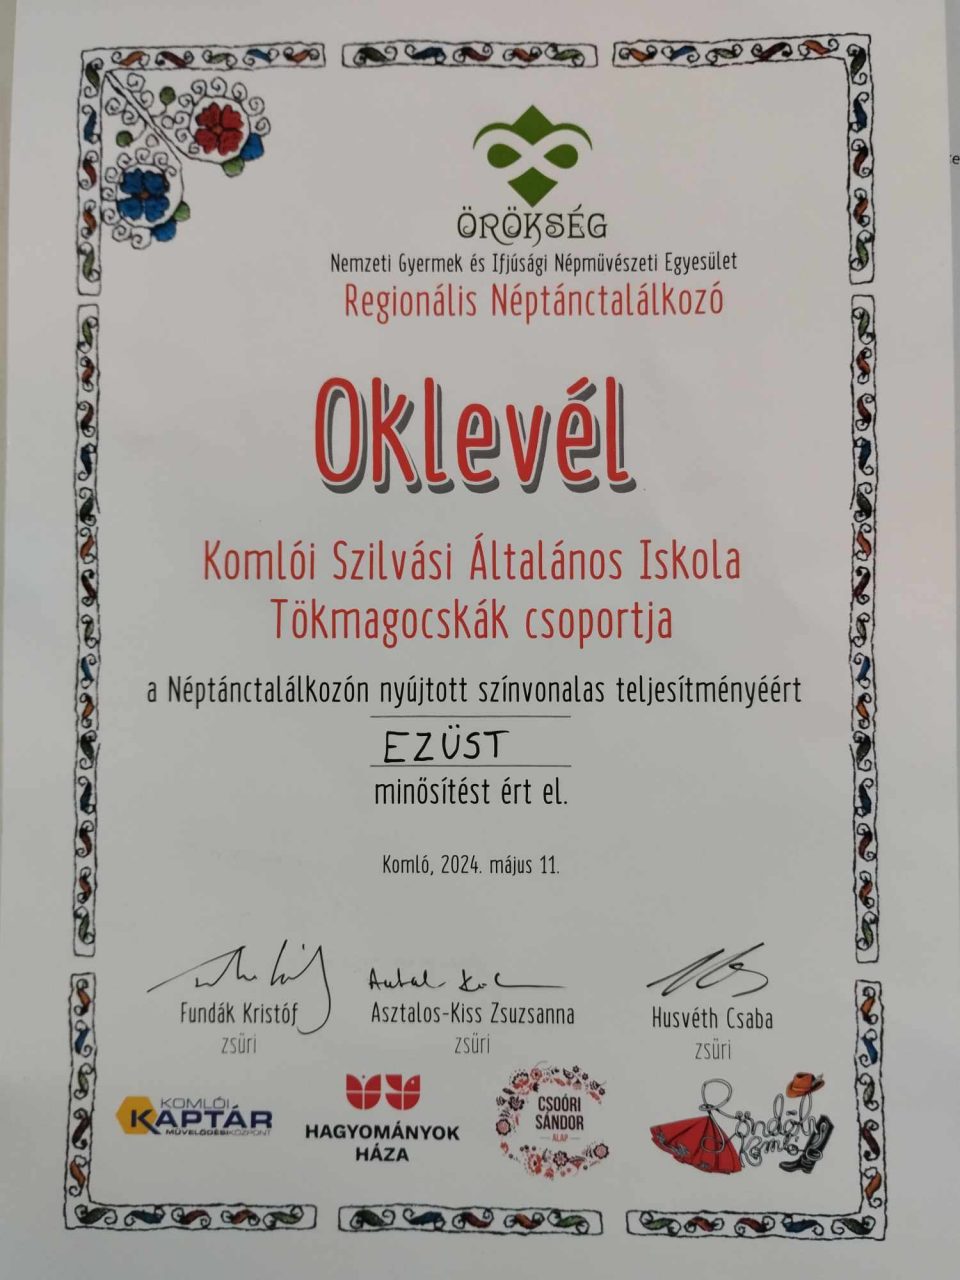 ÖRÖKSÉG
Nemzeti Gyermek és Ifjúsági Népművészeti Egyesület
Regionális Néptánctalálkozó
Oklevél
Komlói Szilvási Általános Iskola
Tökmagocskák csoportja
a Néptánctalálkozón nyújtott színvonalas teljesítményéért
EZÜST
minősítést ért el.
Komló, 2024. május 11.
Fundák Kristóf
zsűri
Asztalos-Kiss Zsuzsanna
zsűri
Husvéth Csaba
zsűri
KOMLÓI
KAPTÁR
MŰVELŐDÉSI KÖZPONT
HAGYOMÁNYOK
HÁZA
CSOÓRI
SÁNDOR
ALAP
Komló